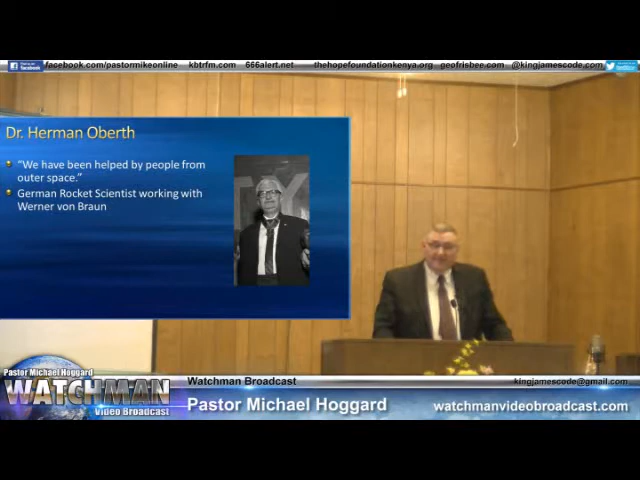 facebook.com/pastormikeonline kbtrfm.com 666alert.net thehopefoundationkenya.org geofrisbee.com @kingjamescode.com
Dr. Herman Oberth
"We have been helped by people from
outer space."
German Rocket Scientist working with
Werner von Braun
Pastor Michael Hoggard
WATCHMAN
Video Broadcast
Watchman Broadcast kingjamescode@gmail.com
Pastor Michael Hoggard watchmanvideobroadcast.com